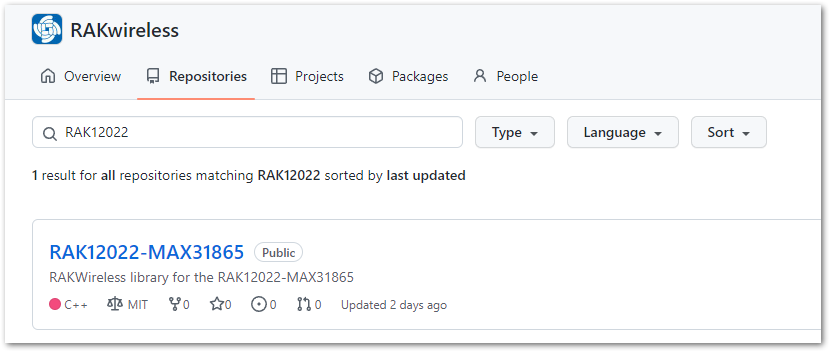 RAKwireless
Overview Repositories Projects Packages People
RAK12022 Type Language Sort
1 result for all repositories matching RAK12022 sorted by last updated
RAK12022-MAX31865 Public
RAKWireless library for the RAK12022-MAX31865
C++ MIT 0 0 0 0 Updated 2 days ago